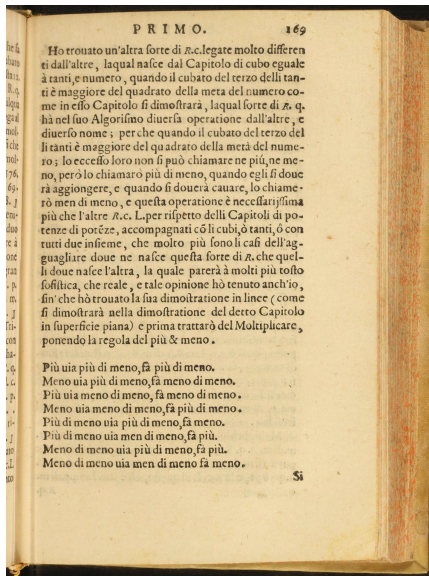 PRIMO. 169
Ho trouato un'altra sorte di R.c.legate molto differen
ti dall'altre, laqual nasce dal Capitolo di cubo eguale
à tanti,e numero, quando il cubato del terzo delli tan-
ti è maggiore del quadrato della meta del numero co-
me in esso Capitolo si dimostrarà, laqual sorte di R. q.
hà nel suo Algorismo diuersa operatione dall'altre, e
diuerso nome; perche quando il cubato del terzo del
li tanti è maggiore del quadrato della metà del nume-
ro; lo eccesso loro non si può chiamare ne piú, ne me-
no, però lo chiamarò più di meno, quando egli si doue
rà aggiongere, e quando si douerà cauare, lo chiame-
rò men di meno, e questa operatione è necessarijssima
più che l'altre R.c. L.per rispetto delli Capitoli di po-
tenze di potēze, accompagnati cō li cubi,ò tanti,ò con
tutti due insieme, che molto più sono li casi dell'ag-
guagliare doue ne nasce questa sorte di R. che quel-
li doue nasce l'altra, la quale parerà à molti più tosto
sofistica, che reale, e tale opinione hò tenuto anch'io,
sin' che hò trouato la sua dimostratione in linee (come
si dimostrarà nella dimostratione del detto Capitolo
in superficie piana) e prima trattarò del Moltiplicare,
ponendo la regola del più & meno.
Più uia più di meno,fà più di meno.
Meno uia più di meno,fà meno di meno.
Più uia meno di meno, fà meno di meno.
Meno uia meno di meno,fà più di meno.
Più di meno uia più di meno,fà meno.
Più di meno uia men di meno,fà più.
Meno di meno uia più di meno,fà più.
Meno di meno uia men di meno fà meno.
Si